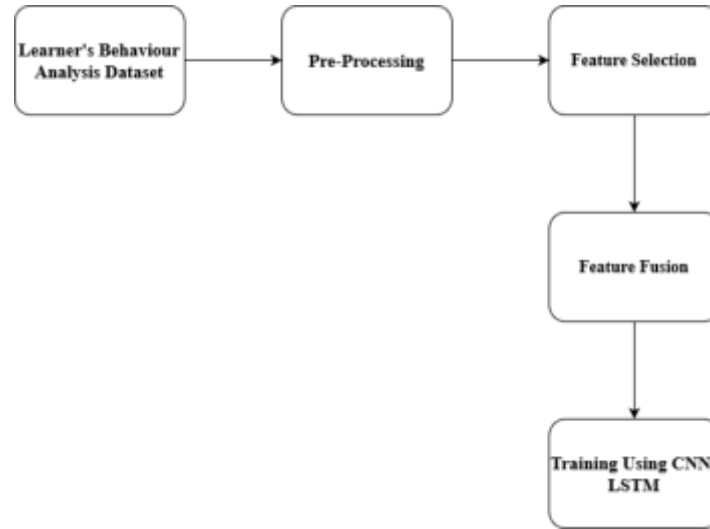 Learner's Behaviour
Analysis Dataset
Pre-Processing
Feature Selection
Feature Fusion
Training Using CNN
LSTM